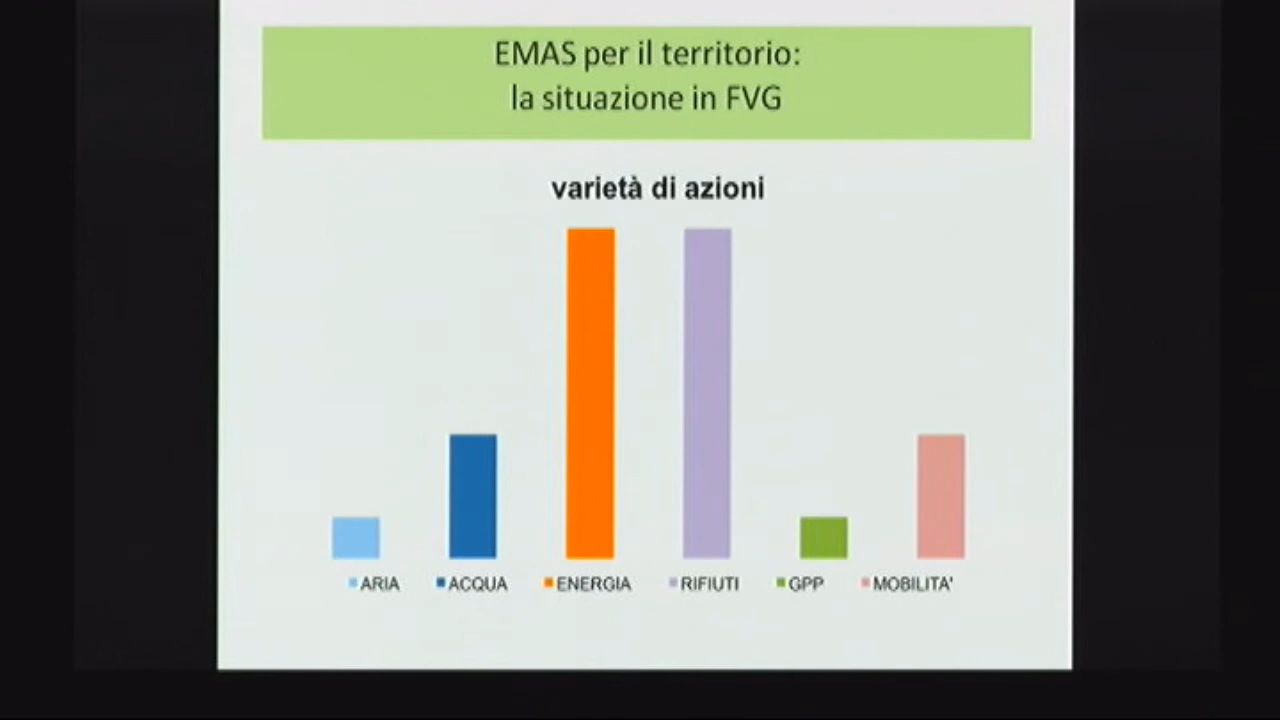 EMAS per il territorio:
la situazione in FVG
varietà di azioni
ARIA ACQUA ENERGIA RIFIUTI GPP MOBILITA'